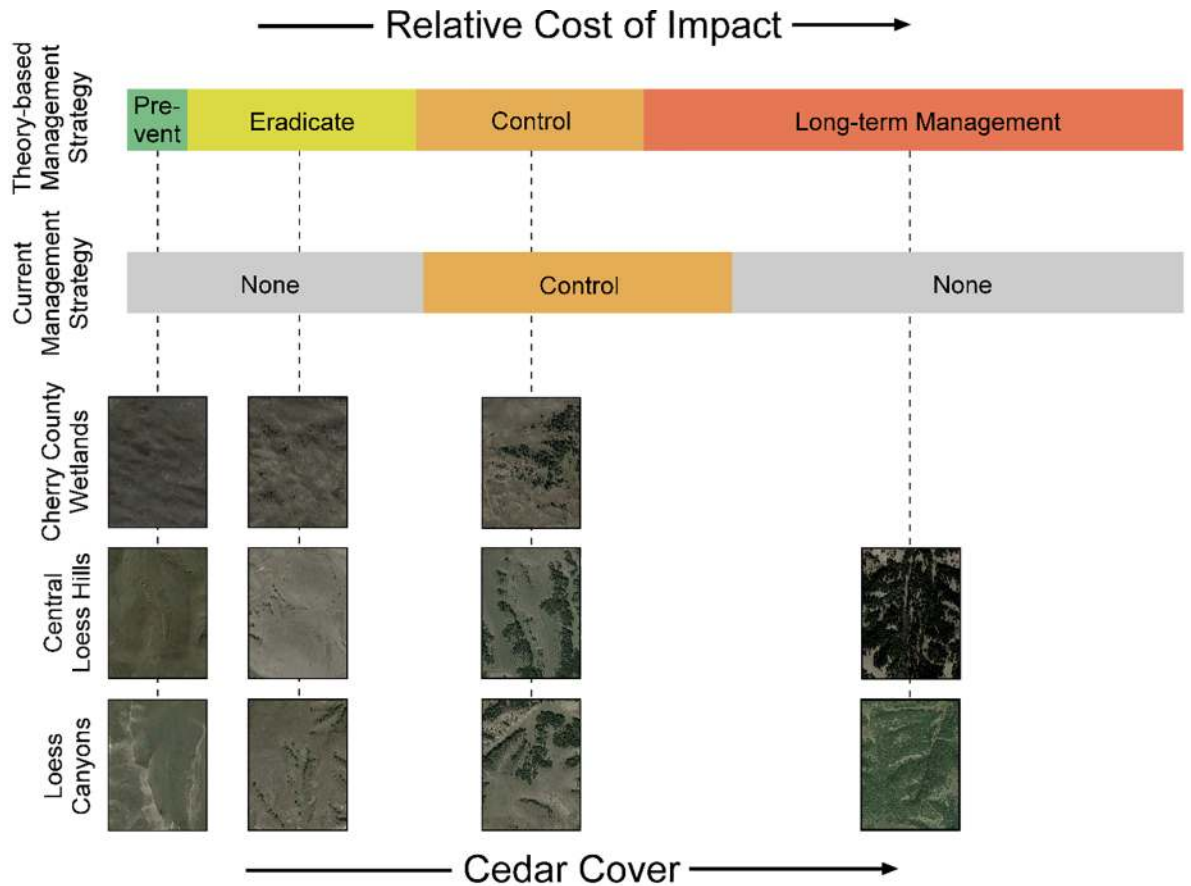 Relative Cost of Impact
Theory-based
Management
Strategy
Pre-
vent
Eradicate
Control
Long-term Management
Current
Management
Strategy
None
Control
None
Cherry County
Wetlands
Central
Loess Hills
Loess
Canyons
Cedar Cover